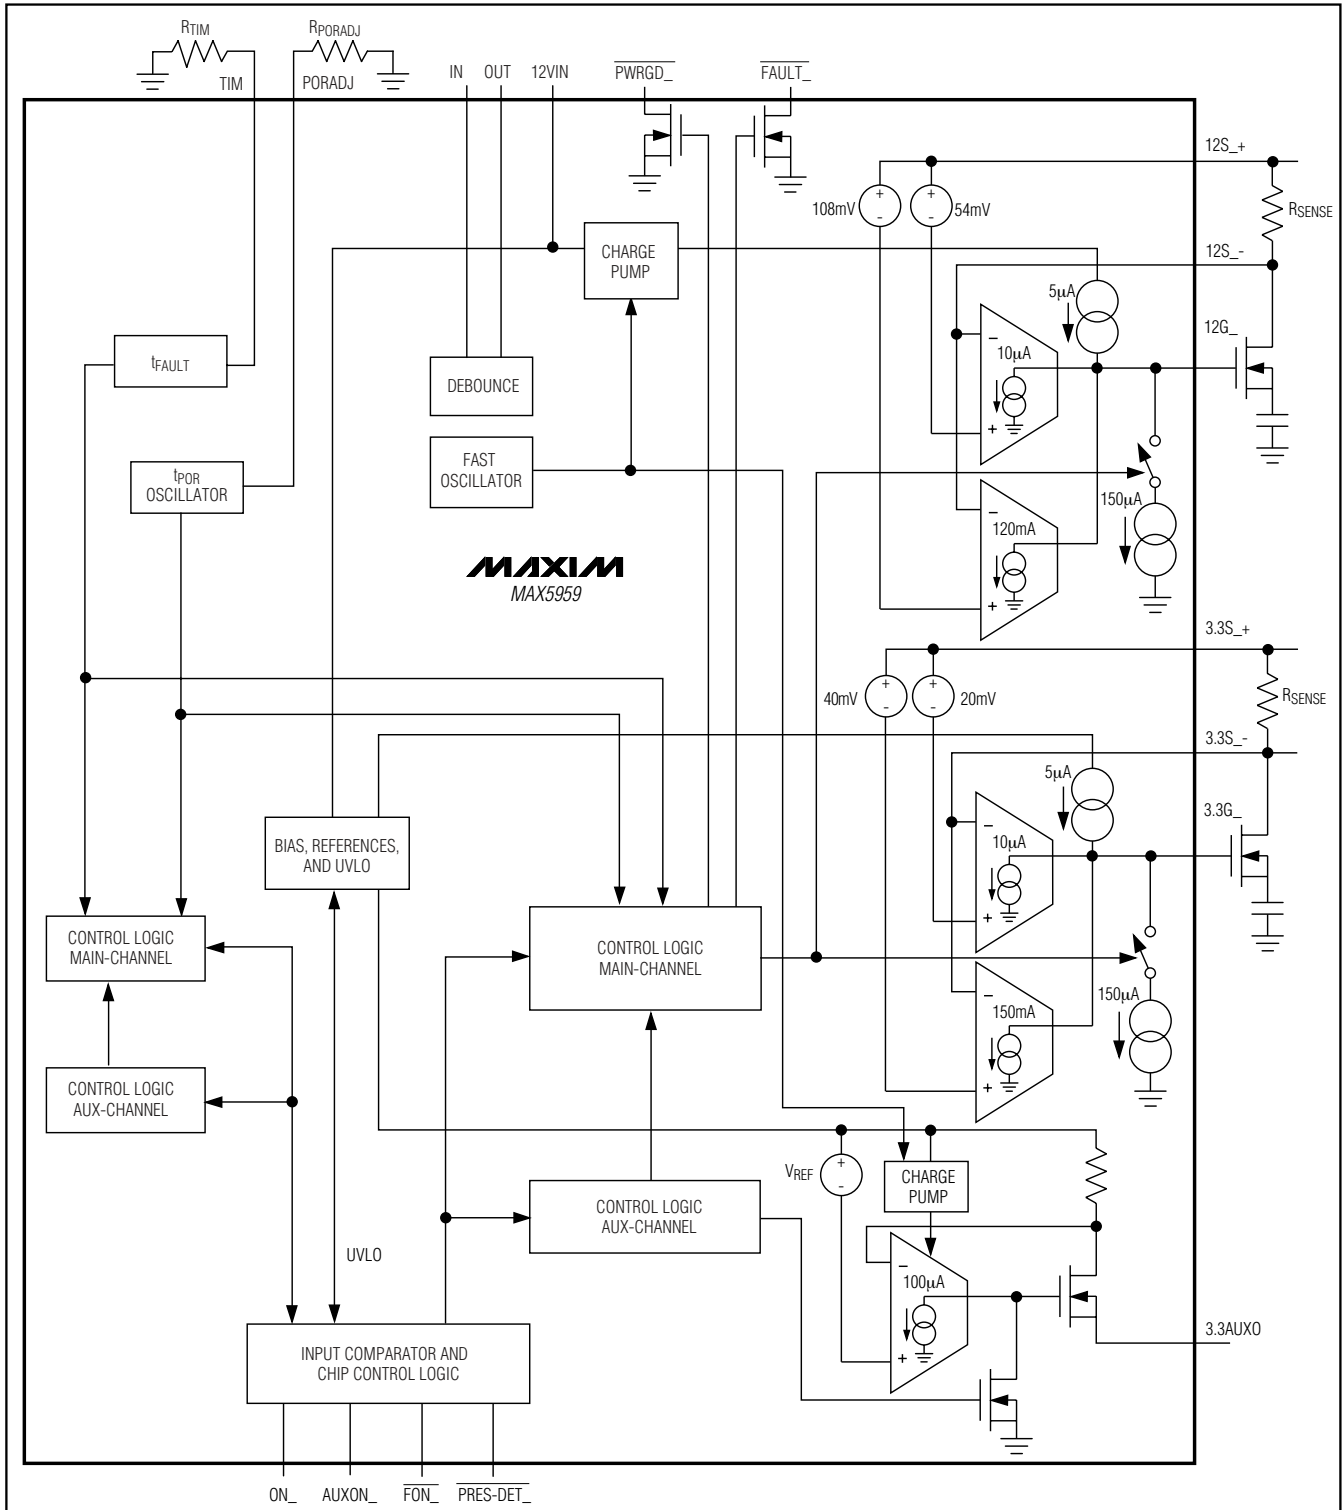 RTIM
RPORADJ
TIM
PORADJ
IN
OUT
12VIN
PWRGD_
FAULT_
12S_+
108mV
+
-
+
-
54mV
RSENSE
CHARGE
PUMP
12S_-
5µA
12G_
tFAULT
-
10µA
+
DEBOUNCE
tPOR
OSCILLATOR
FAST
OSCILLATOR
150µA
-
120mA
+
MAXIM
MAX5959
3.3S_+
40mV
+
-
+
-
20mV
RSENSE
3.3S_-
5µA
3.3G_
BIAS, REFERENCES,
AND UVLO
-
10µA
+
CONTROL LOGIC
MAIN-CHANNEL
CONTROL LOGIC
MAIN-CHANNEL
150µA
-
150mA
+
CONTROL LOGIC
AUX-CHANNEL
VREF
+
-
CHARGE
PUMP
CONTROL LOGIC
AUX-CHANNEL
UVLO
-
100µA
+
3.3AUXO
INPUT COMPARATOR AND
CHIP CONTROL LOGIC
ON_
AUXON_
FON_
PRES-DET_